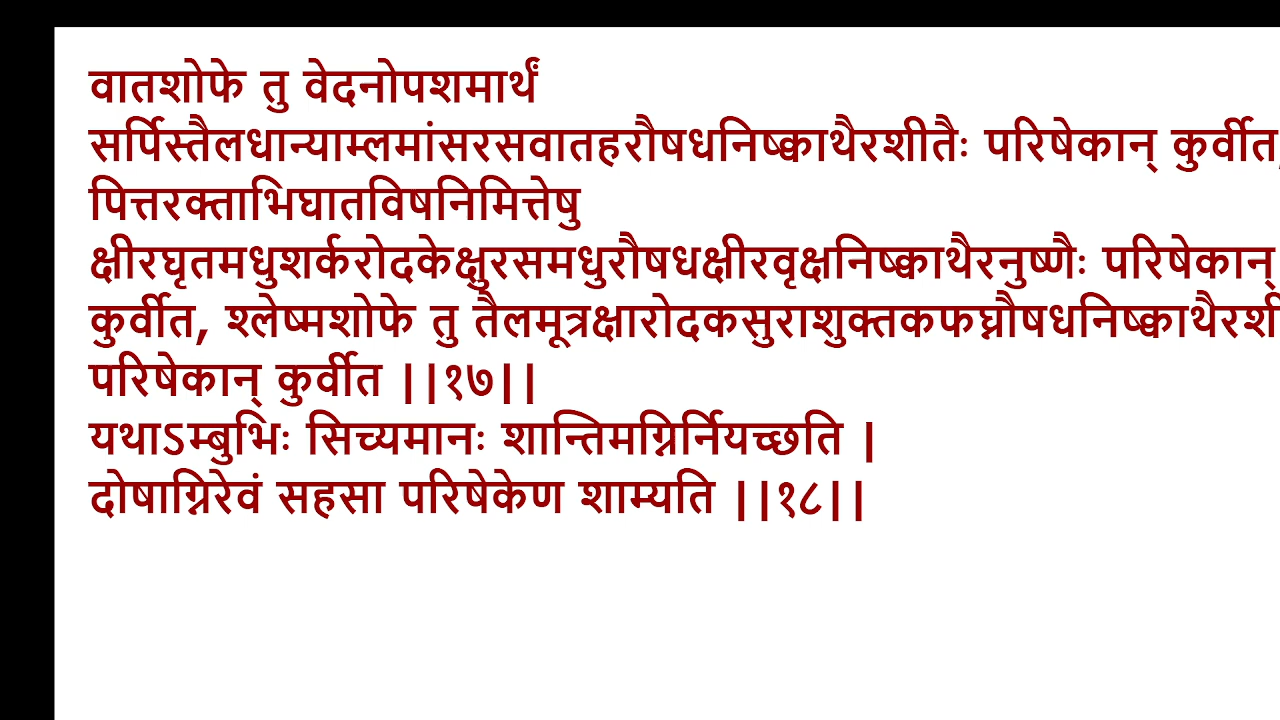 वातशोफे तु वेदनोपशमार्थं
सर्पिस्तैलधान्याम्लमांसरसवातहरौषधनिष्क्वाथैरशीतैः परिषेकान् कुर्वीत,
पित्तरक्ताभिघातविषनिमित्तेषु
क्षीरघृतमधुशर्करोदकेक्षुरसमधुरौषधक्षीरवृक्षनिष्क्वाथैरनुष्णैः परिषेकान्
कुर्वीत, श्लेष्मशोफे तु तैलमूत्रक्षारोदकसुराशुक्तकफघ्नौषधनिष्क्वाथैरशी
परिषेकान् कुर्वीत ||१७||
यथाऽम्बुभिः सिच्यमानः शान्तिमग्निर्नियच्छति |
दोषाग्निरेवं सहसा परिषेकेण शाम्यति ||१८||